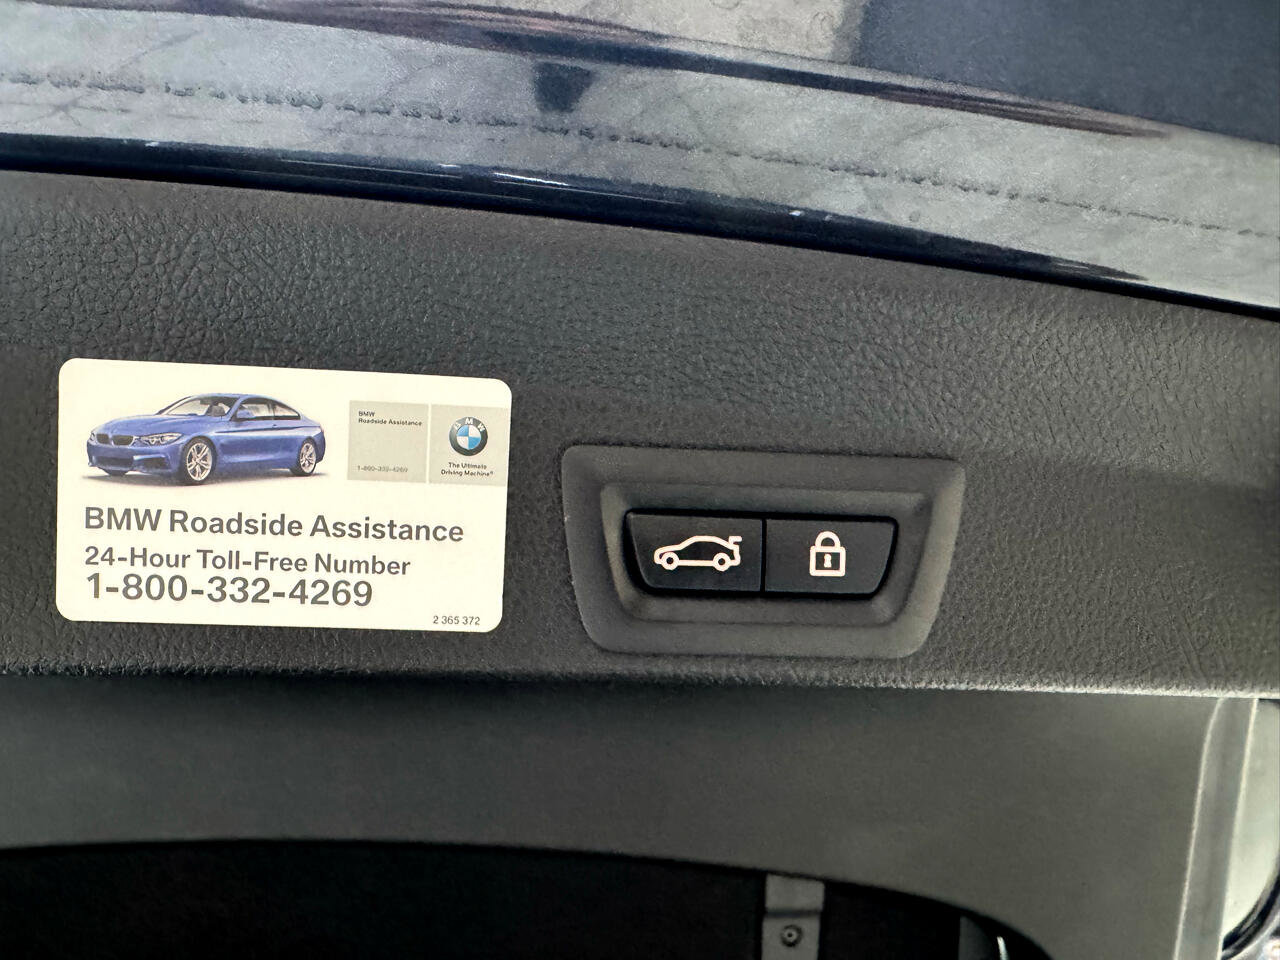 BMW
Roadside Assistance
1-800-332-4269
BMW
The Ultimate
Driving Machine®
BMW Roadside Assistance
24-Hour Toll-Free Number
1-800-332-4269
2 365 372